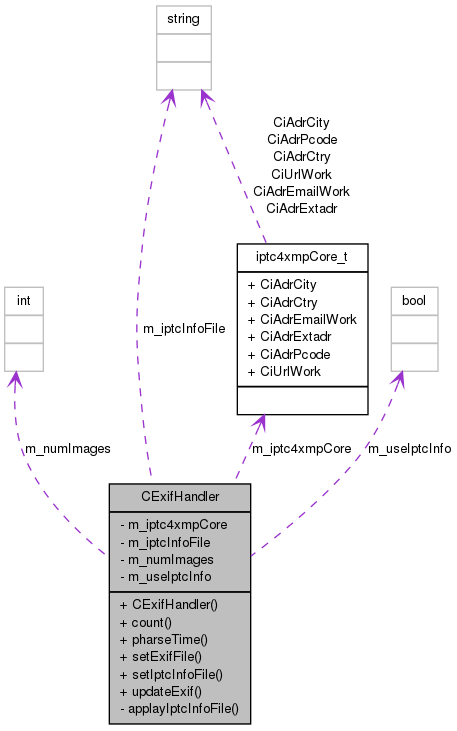 string
CiAdrCity
CiAdrPcode
CiAdrCtry
CiUrlWork
CiAdrEmailWork
CiAdrExtadr
iptc4xmpCore_t
+ CiAdrCity
+ CiAdrCtry
+ CiAdrEmailWork
+ CiAdrExtadr
+ CiAdrPcode
+ CiUrlWork
int
bool
m_iptcInfoFile
m_numImages
m_iptc4xmpCore
m_useIptcInfo
CExifHandler
- m_iptc4xmpCore
- m_iptcInfoFile
- m_numImages
- m_useIptcInfo
+ CExifHandler()
+ count()
+ pharseTime()
+ setExifFile()
+ setIptcInfoFile()
+ updateExif()
- applayIptcInfoFile()